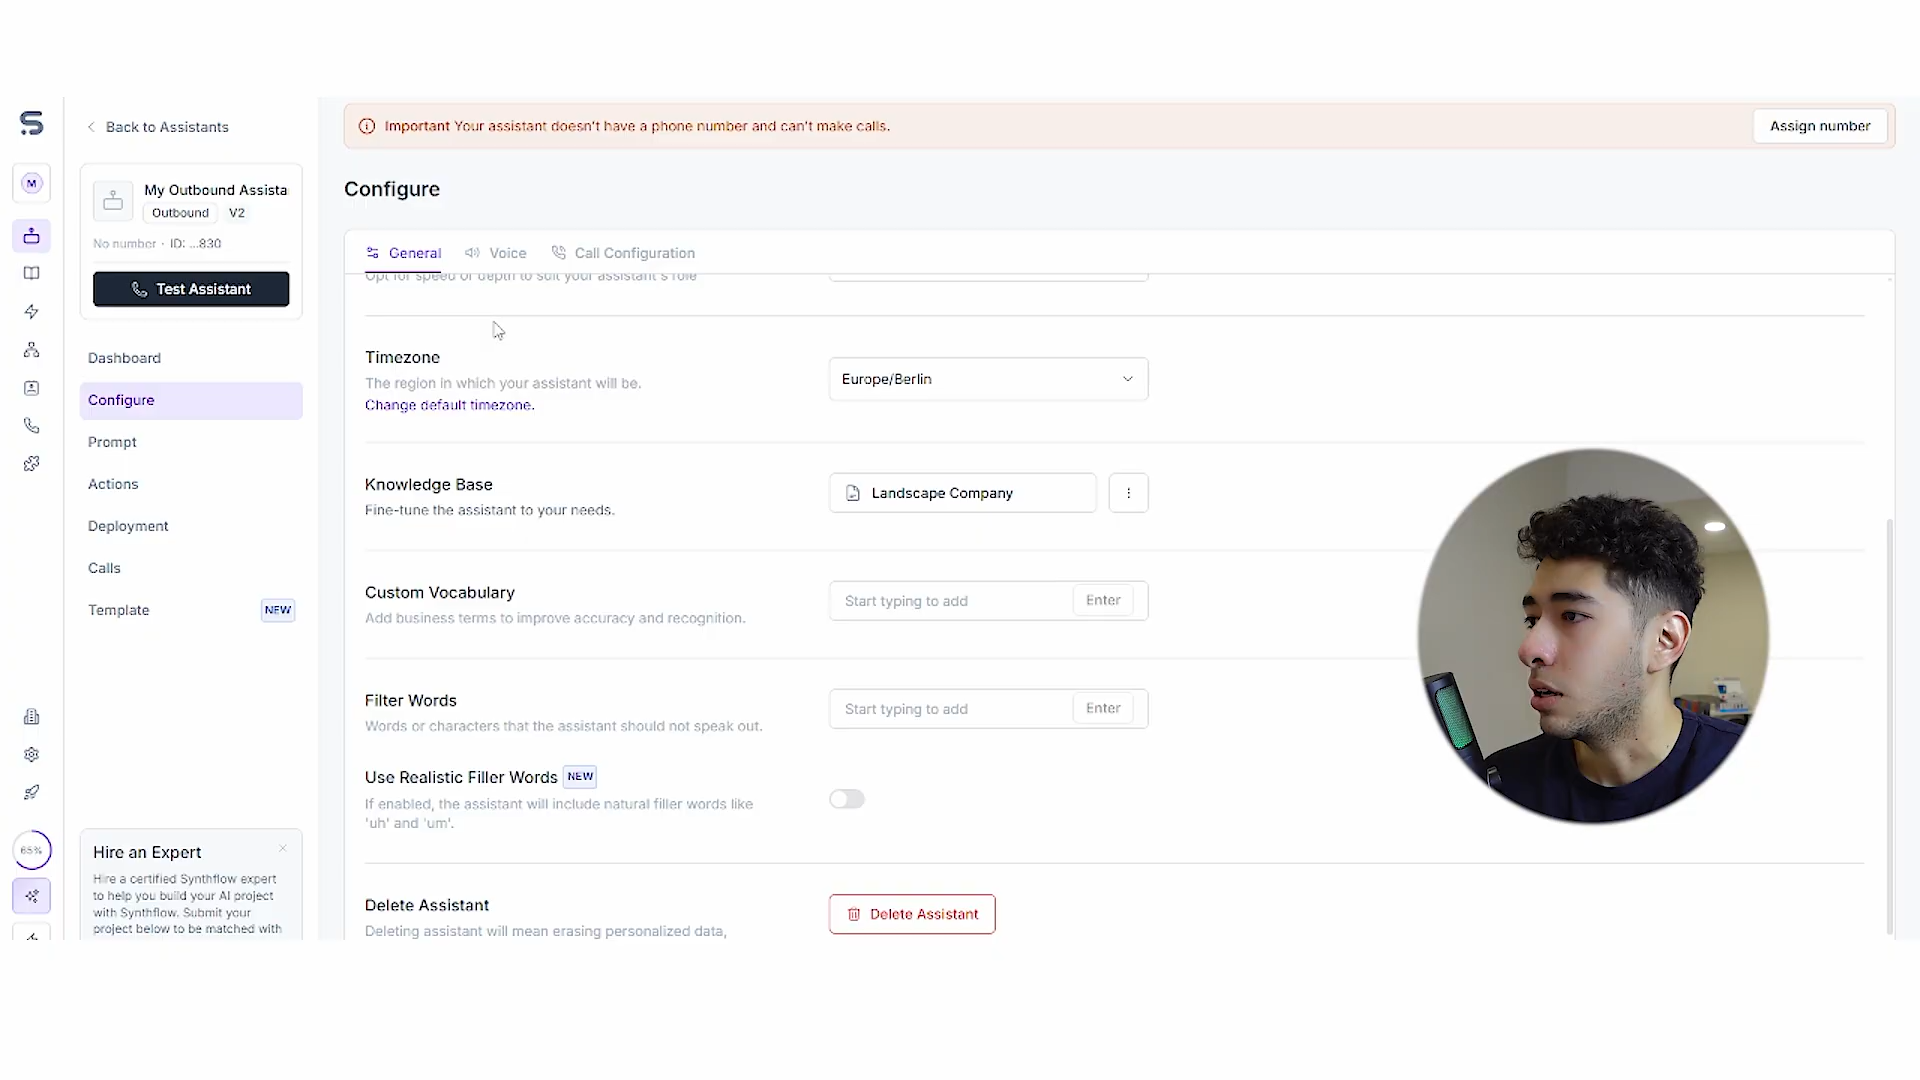 Back to Assistants
Important Your assistant doesn't have a phone number and can't make calls.
Assign number
M
My Outbound Assista
Outbound V2
No number · ID: ...830
Test Assistant
Configure
General
Voice
Call Configuration
Opt for speed or depth to suit your assistant's role
Dashboard
Configure
Prompt
Actions
Deployment
Calls
Template NEW
Timezone
The region in which your assistant will be.
Change default timezone.
Europe/Berlin
Knowledge Base
Fine-tune the assistant to your needs.
Landscape Company
Custom Vocabulary
Add business terms to improve accuracy and recognition.
Start typing to add
Enter
Filter Words
Words or characters that the assistant should not speak out.
Start typing to add
Enter
Use Realistic Filler Words NEW
If enabled, the assistant will include natural filler words like
'uh' and 'um'.
Delete Assistant
Deleting assistant will mean erasing personalized data,
Delete Assistant
65%
Hire an Expert
Hire a certified Synthflow expert
to help you build your AI project
with Synthflow. Submit your
project below to be matched with